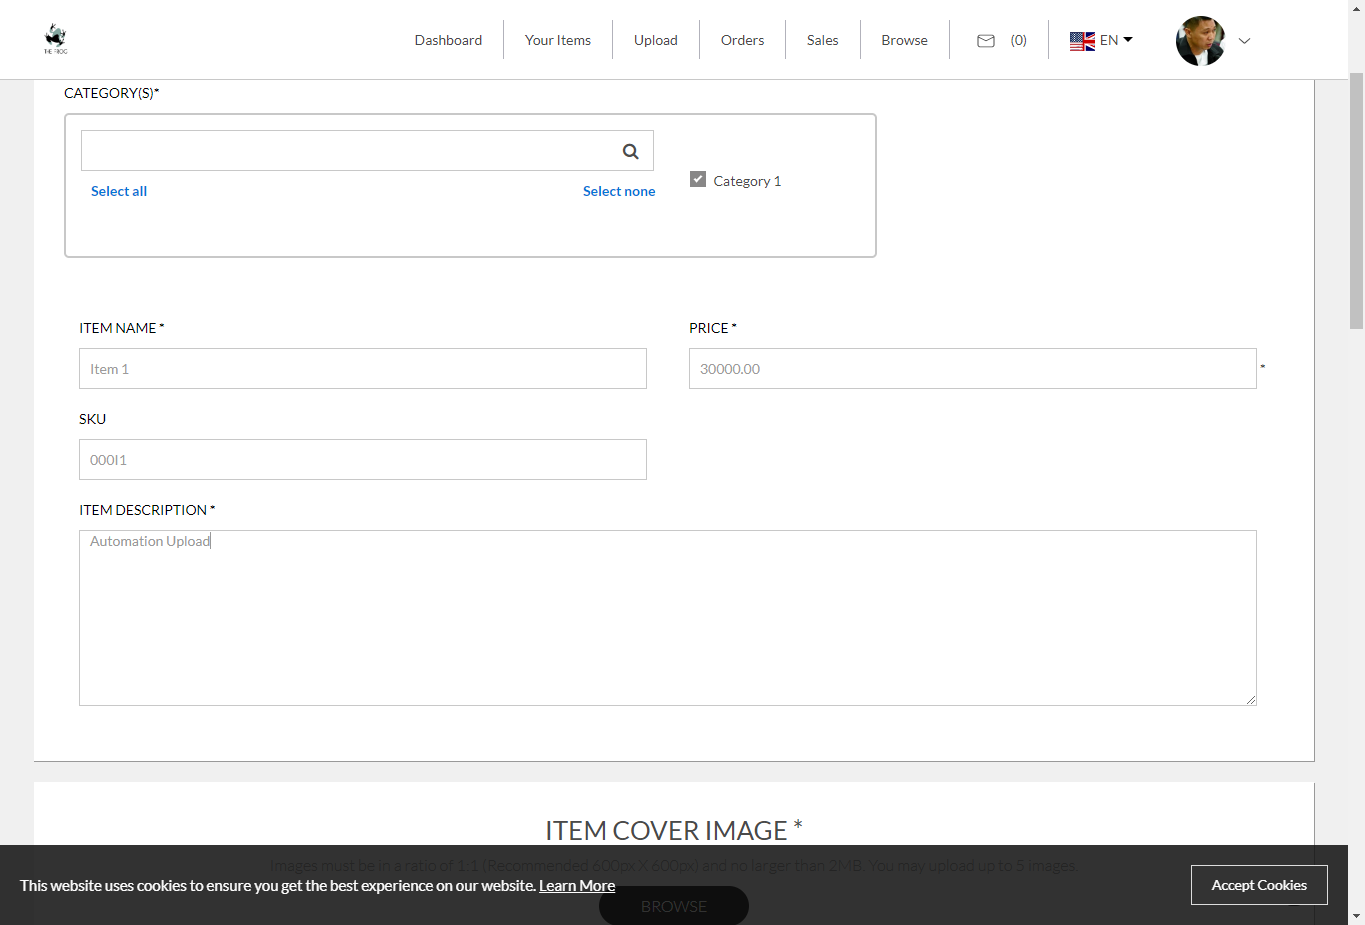 THE FROG
Dashboard
Your Items
Upload
Orders
Sales
Browse
(0)
EN
CATEGORY(S)*
Select all
Select none
Category 1
ITEM NAME *
PRICE *
Item 1
30000.00
*
SKU
000I1
ITEM DESCRIPTION *
Automation Upload
ITEM COVER IMAGE *
Images must be in a ratio of 1:1 (Recommended 600px X 600px) and no larger than 2MB. You may upload up to 5 images.
This website uses cookies to ensure you get the best experience on our website. Learn More
Accept Cookies
BROWSE